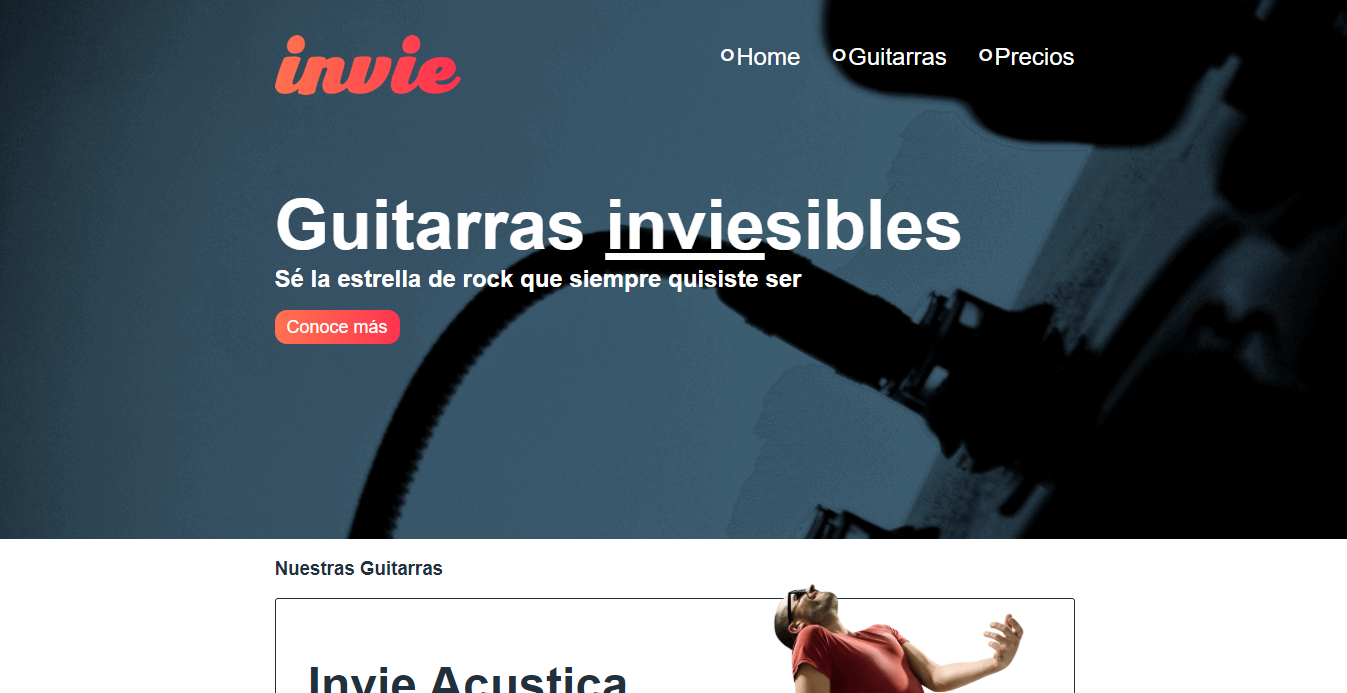 invie
Home Guitarras Precios
Guitarras inviesibles
Sé la estrella de rock que siempre quisiste ser
Conoce más
Nuestras Guitarras
Invie Acustica